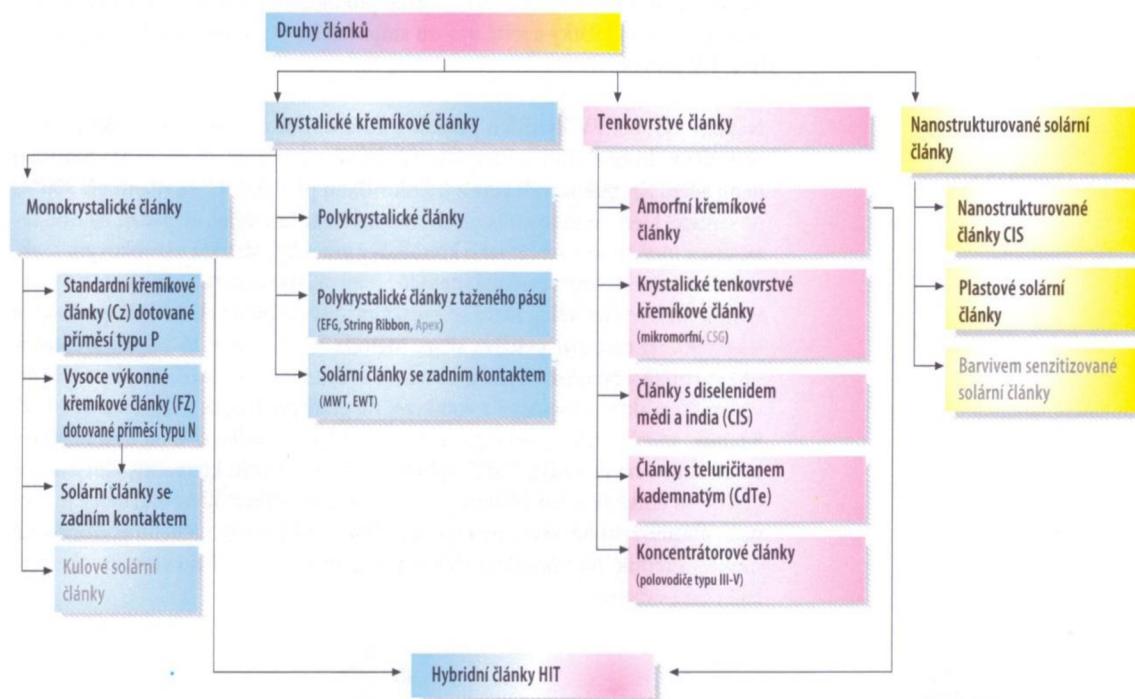 Druhy článků
Krystalické křemíkové články
Tenkovrstvé články
Nanostrukturované solární
články
Monokrystalické články
Standardní křemíkové
články (Cz) dotované
příměsí typu P
Vysoce výkonné
křemíkové články (FZ)
dotované příměsí typu N
Solární články se
zadním kontaktem
Kulové solární
články
Polykrystalické články
Polykrystalické články z taženého pásu
(EFG, String Ribbon, Apex)
Solární články se zadním kontaktem
(MWT, EWT)
Amorfní křemíkové
články
Krystalické tenkovrstvé
křemíkové články
(mikromorfní, CSG)
Články s diselenidem
mědi a india (CIS)
Články s teluričitanem
kademnatým (CdTe)
Koncentrátorové články
(polovodiče typu III-V)
Nanostrukturované
články CIS
Plastové solární
články
Barvivem senzitizované
solární články
Hybridní články HIT